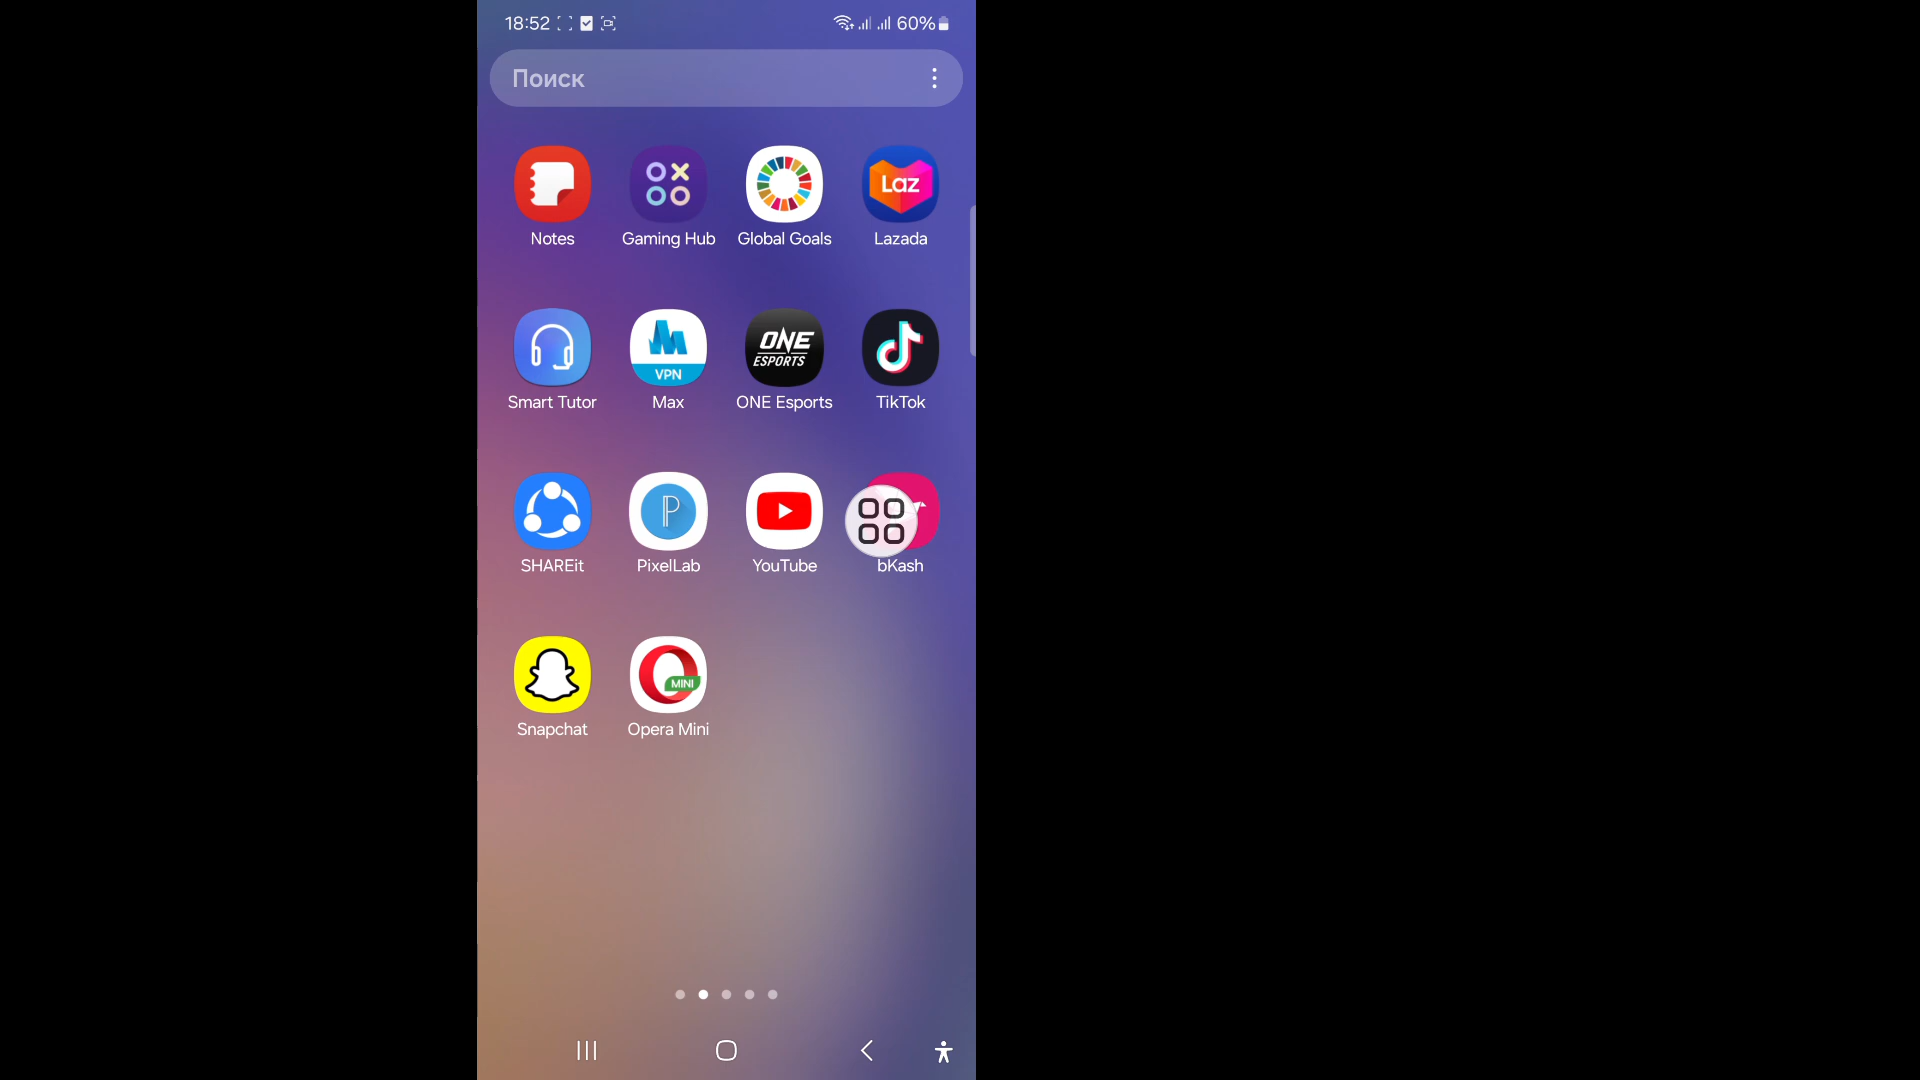 18:52 60%
Поиск
Laz
Notes Gaming Hub Global Goals Lazada
VPN ONE ESPORTS
Smart Tutor Max ONE Esports TikTok
P
SHAREit PixelLab YouTube bKash
MINI
Snapchat Opera Mini